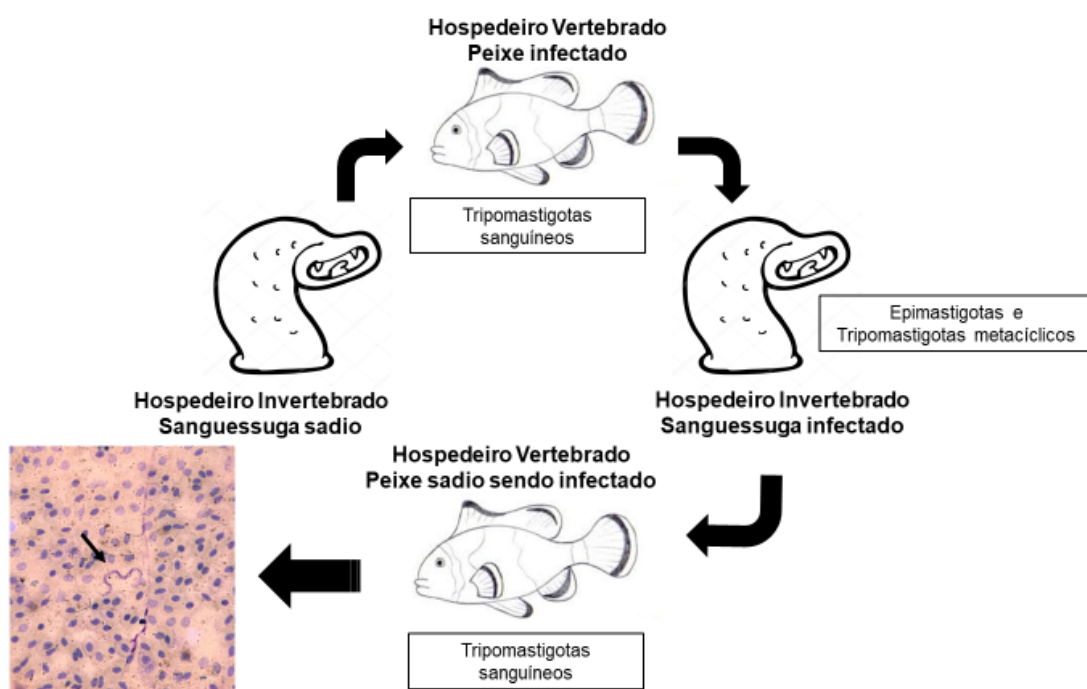 Hospedeiro Vertebrado
Peixe infectado
Tripomastigotas
sanguíneos
Epimastigotas e
Tripomastigotas metacíclicos
Hospedeiro Invertebrado
Sanguessuga sadio
Hospedeiro Invertebrado
Sanguessuga infectado
Hospedeiro Vertebrado
Peixe sadio sendo infectado
Tripomastigotas
sanguíneos